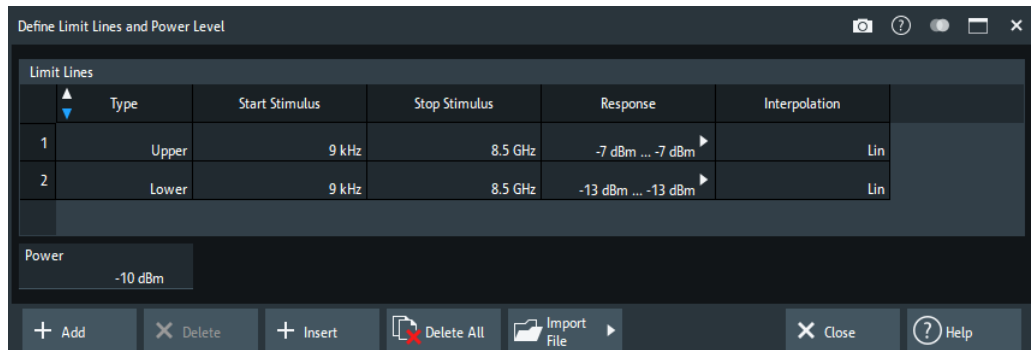 Define Limit Lines and Power Level
Limit Lines
Type Start Stimulus Stop Stimulus Response Interpolation
1 Upper 9 kHz 8.5 GHz -7 dBm ... -7 dBm Lin
2 Lower 9 kHz 8.5 GHz -13 dBm ... -13 dBm Lin
Power
-10 dBm
Add Delete Insert Delete All Import File Close Help